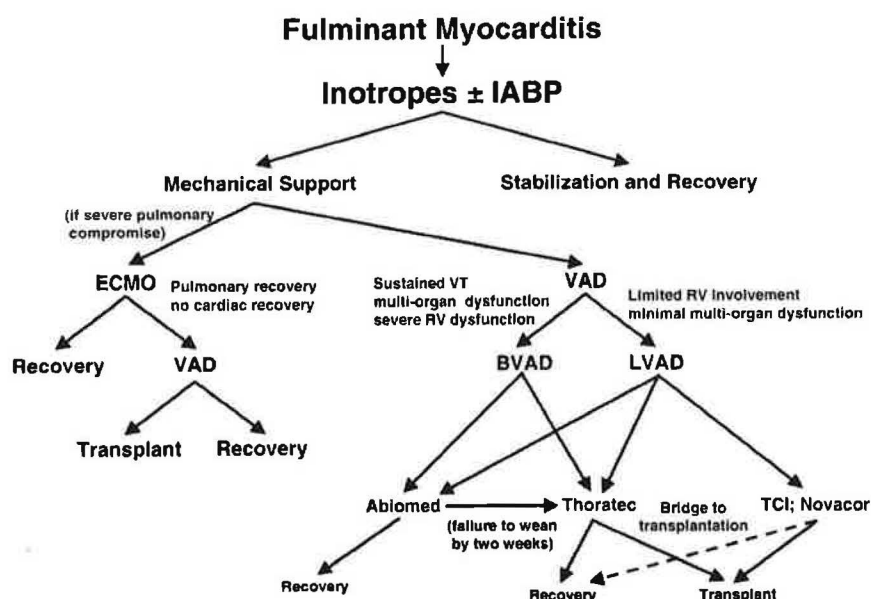 Fulminant Myocarditis
Inotropes ± IABP
Mechanical Support
Stabilization and Recovery
(if severe pulmonary
compromise)
ECMO
Pulmonary recovery
no cardiac recovery
Sustained VT
multi-organ dysfunction
severe RV dysfunction
VAD
Limited RV Involvement
minimal multi-organ dysfunction
Recovery
VAD
BVAD
LVAD
Transplant
Recovery
Abiomed
(failure to wean
by two weeks)
Thoratec
Bridge to
transplantation
TCI; Novacor
Recovery
Recovery
Transplant